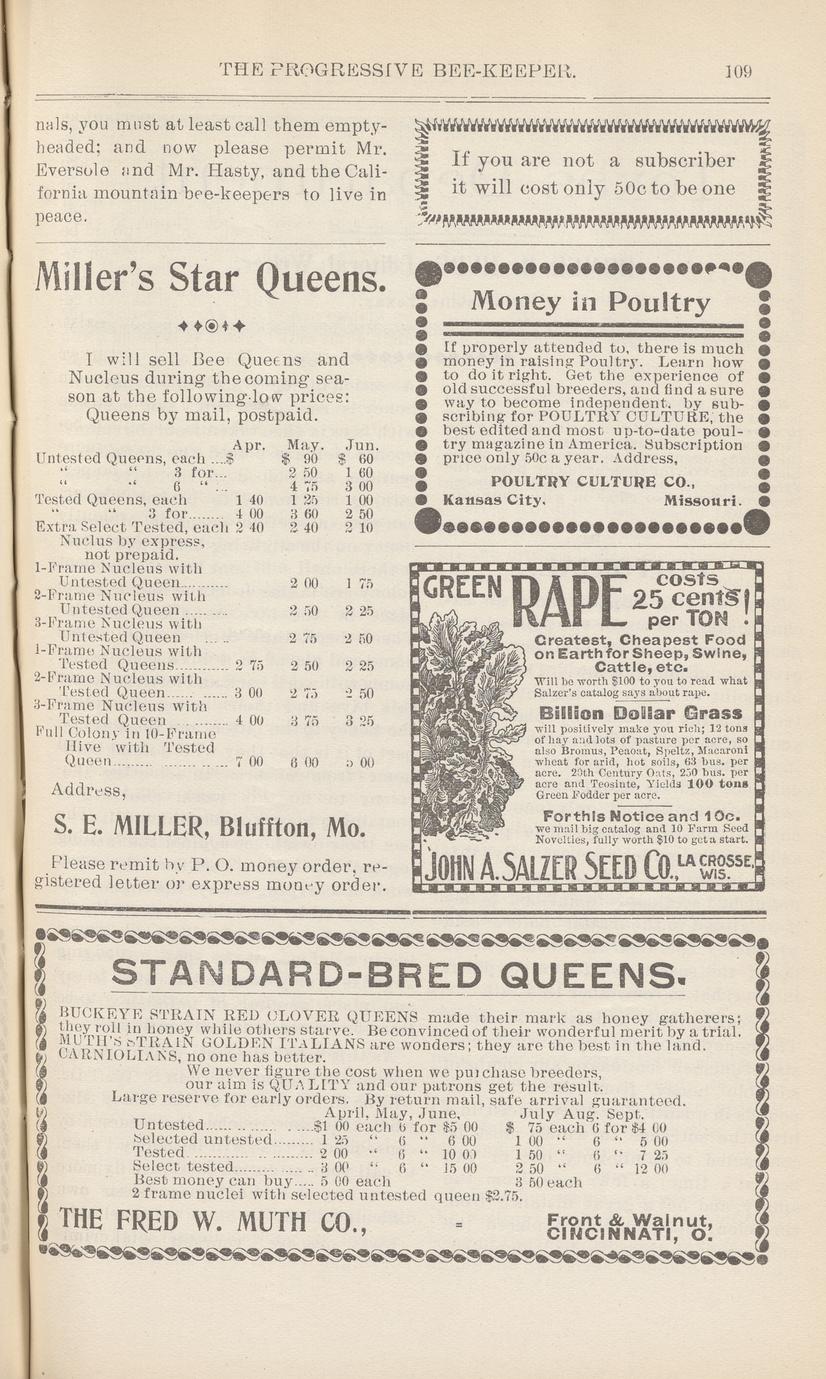 THE PROGRESSIVE BEE-KEEPER. 109
nals, you must at least call them empty-
headed; and now please permit Mr.
Eversole and Mr. Hasty, and the Cali-
fornia mountain bee-keepers to live in
peace.
Miller's Star Queens.
I will sell Bee Queens and
Nucleus during the coming sea-
son at the following low prices:
Queens by mail, postpaid.
Apr. May. Jun.
Untested Queens, each ....$ $ 90 $ 60
“ “ 3 for... 2 50 1 60
“ “ 6 “ ... 4 75 3 00
Tested Queens, each 1 40 1 25 1 00
“ “ 3 for........ 4 00 3 60 2 50
Extra Select Tested, each 2 40 2 40 2 10
Nuclus by express,
not prepaid.
1-Frame Nucleus with
Untested Queen........... 2 00 1 75
2-Frame Nucleus with
Untested Queen ......... 2 50 2 25
3-Frame Nucleus with
Untested Queen ..... 2 75 2 50
1-Frame Nucleus with
Tested Queens............ 2 75 2 50 2 25
2-Frame Nucleus with
Tested Queen............. 3 00 2 75 2 50
3-Frame Nucleus with
Tested Queen ........... 4 00 3 75 3 25
Full Colony in 10-Frame
Hive with Tested
Queen........................ 7 00 6 00 5 00
Address,
S. E. MILLER, Bluffton, Mo.
Please remit by P. O. money order, re-
gistered letter or express money order.
If you are not a subscriber
it will cost only 50c to be one
Money in Poultry
If properly attended to, there is much
money in raising Poultry. Learn how
to do it right. Get the experience of
old successful breeders, and find a sure
way to become independent, by sub-
scribing for POULTRY CULTURE, the
best edited and most up-to-date poul-
try magazine in America. Subscription
price only 50c a year. Address,
POULTRY CULTURE CO.,
Kansas City, Missouri.
GREEN RAPE costs
25 cents
per TON!
Greatest, Cheapest Food
on Earth for Sheep, Swine,
Cattle, etc.
Will be worth $100 to you to read what
Salzer's catalog says about rape.
Billion Dollar Grass
will positively make you rich; 12 tons
of hay and lots of pasture per acre, so
also Bromus, Peaoat, Speltz, Macaroni
wheat for arid, hot soils, 63 bus. per
acre. 20th Century Oats, 250 bus. per
acre and Teosinte, Yields 100 tons
Green Fodder per acre.
For this Notice and 10c.
we mail big catalog and 10 Farm Seed
Novelties, fully worth $10 to get a start.
JOHN A. SALZER SEED CO., LA CROSSE, WIS.
STANDARD-BRED QUEENS.
BUCKEYE STRAIN RED CLOVER QUEENS made their mark as honey gatherers;
they roll in honey while others starve. Be convinced of their wonderful merit by a trial.
MUTH'S STRAIN GOLDEN ITALIANS are wonders; they are the best in the land.
CARNIOLIANS, no one has better.
We never figure the cost when we purchase breeders,
our aim is QUALITY and our patrons get the result.
Large reserve for early orders. By return mail, safe arrival guaranteed.
April, May, June, July Aug. Sept.
Untested.....................$1 00 each 6 for $5 00 $ 75 each 6 for $4 00
Selected untested......... 1 25 “ 6 “ 6 00 1 00 “ 6 “ 5 00
Tested ........................ 2 00 “ 6 “ 10 00 1 50 “ 6 “ 7 25
Select tested................ 3 00 “ 6 “ 15 00 2 50 “ 6 “ 12 00
Best money can buy..... 5 00 each 3 50 each
2 frame nuclei with selected untested queen $2.75.
THE FRED W. MUTH CO., = Front & Walnut,
CINCINNATI, O.